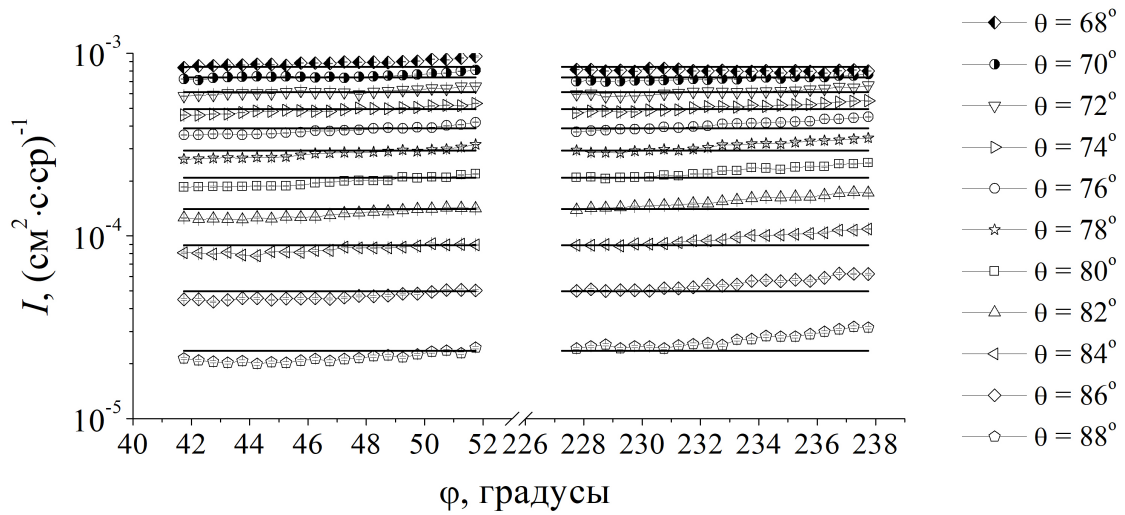 θ = 68°
10⁻³
θ = 70°
θ = 72°
θ = 74°
θ = 76°
θ = 78°
10⁻⁴
θ = 80°
θ = 82°
θ = 84°
θ = 86°
10⁻⁵
θ = 88°
I, (см²·с·ср)⁻¹
40 42 44 46 48 50 52 226 228 230 232 234 236 238
φ, градусы